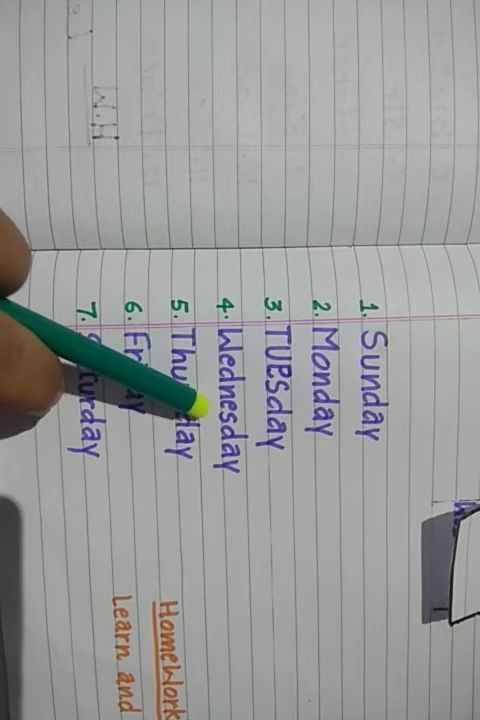 1. Sunday
2. Monday
3. TUESday
4. Wednesday
5.
6.
7.
HomeWork
Learn and
H.W